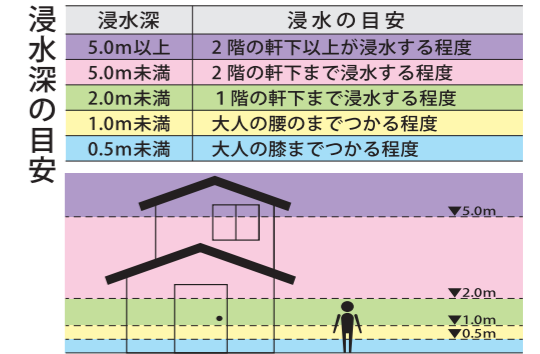 浸水深の目安
浸水深 浸水の目安
5.0m以上 2階の軒下以上が浸水する程度
5.0m未満 2階の軒下まで浸水する程度
2.0m未満 1階の軒下まで浸水する程度
1.0m未満 大人の腰のまでつかる程度
0.5m未満 大人の膝までつかる程度
▼5.0m
▼2.0m
▼1.0m
▼0.5m